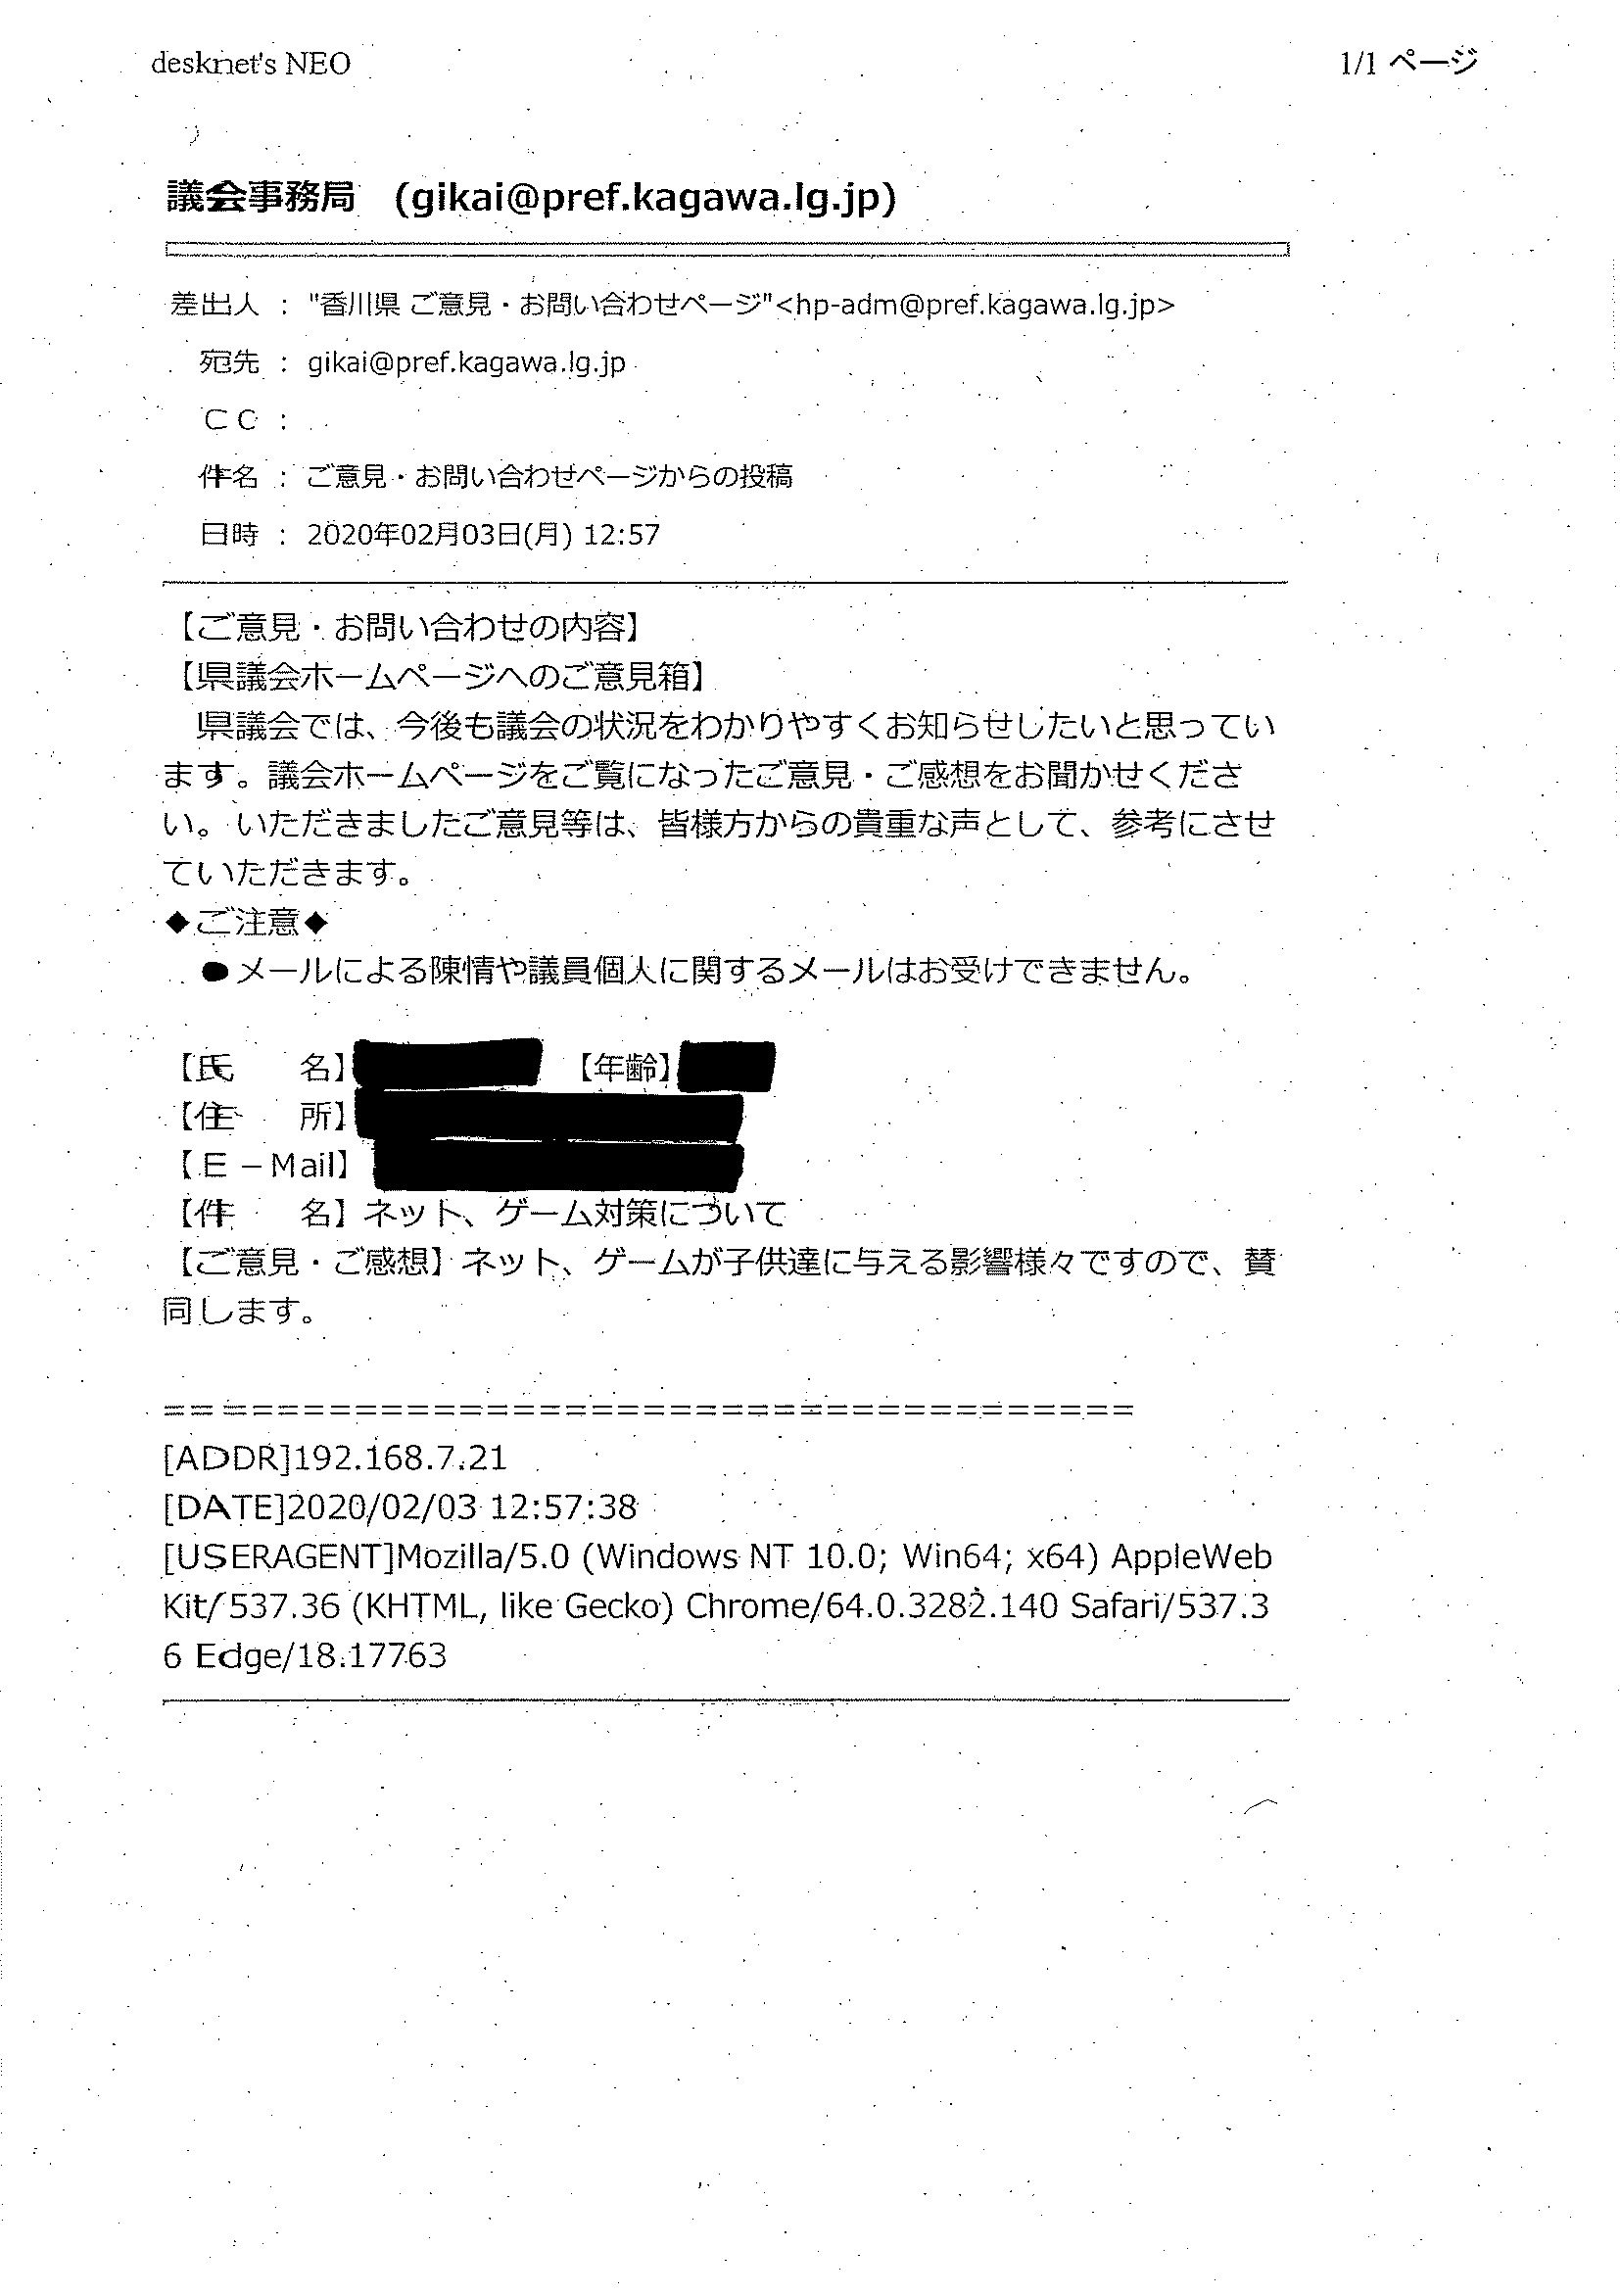 desknet's NEO 1/1 ページ
議会事務局 (gikai@pref.kagawa.lg.jp)
差出人 : "香川県 ご意見・お問い合わせページ"<hp-adm@pref.kagawa.lg.jp>
宛先 : gikai@pref.kagawa.lg.jp
ＣＣ :
件名 : ご意見・お問い合わせページからの投稿
日時 : 2020年02月03日(月) 12:57
【ご意見・お問い合わせの内容】
【県議会ホームページへのご意見箱】
　県議会では、今後も議会の状況をわかりやすくお知らせしたいと思ってい
ます。議会ホームページをご覧になったご意見・ご感想をお聞かせくださ
い。いただきましたご意見等は、皆様方からの貴重な声として、参考にさせ
ていただきます。
◆ご注意◆
　●メールによる陳情や議員個人に関するメールはお受けできません。
【氏　　名】　【年齢】
【住　　所】
【Ｅ－Mail】
【件　　名】ネット、ゲーム対策について
【ご意見・ご感想】ネット、ゲームが子供達に与える影響様々ですので、賛
同します。
======================================
[ADDR]192.168.7.21
[DATE]2020/02/03 12:57:38
[USERAGENT]Mozilla/5.0 (Windows NT 10.0; Win64; x64) AppleWeb
Kit/537.36 (KHTML, like Gecko) Chrome/64.0.3282.140 Safari/537.3
6 Edge/18.17763